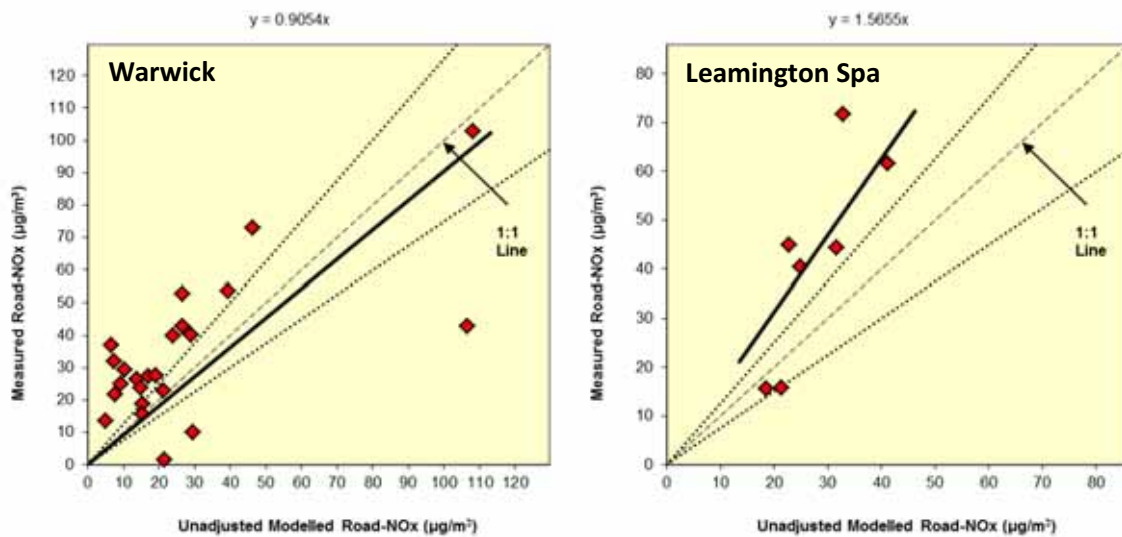 y = 0.9054x
Warwick
Measured Road-NOx (µg/m³)
120
110
100
90
80
70
60
50
40
30
20
10
0
1:1
Line
0 10 20 30 40 50 60 70 80 90 100 110 120
Unadjusted Modelled Road-NOx (µg/m³)
y = 1.5655x
Leamington Spa
Measured Road-NOx (µg/m³)
80
70
60
50
40
30
20
10
0
1:1
Line
0 10 20 30 40 50 60 70 80
Unadjusted Modelled Road-NOx (µg/m³)